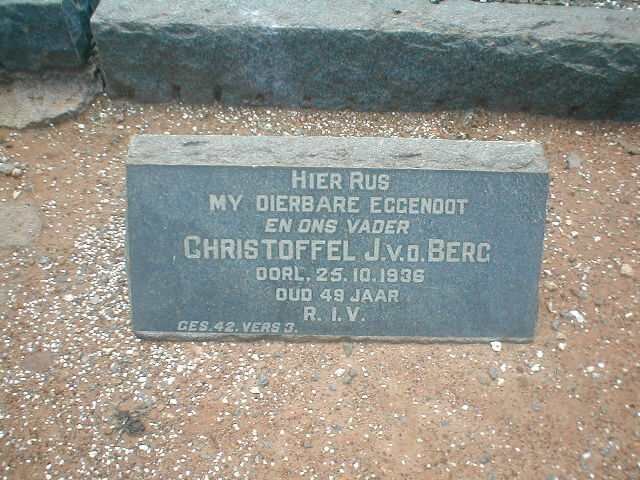 HIER RUS
MY DIERBARE EGGENOOT
EN ONS VADER
CHRISTOFFEL J.V.D. BERG
OORL. 25.10.1936
OUD 49 JAAR
R.I.V.
GES. 42. VERS 3.